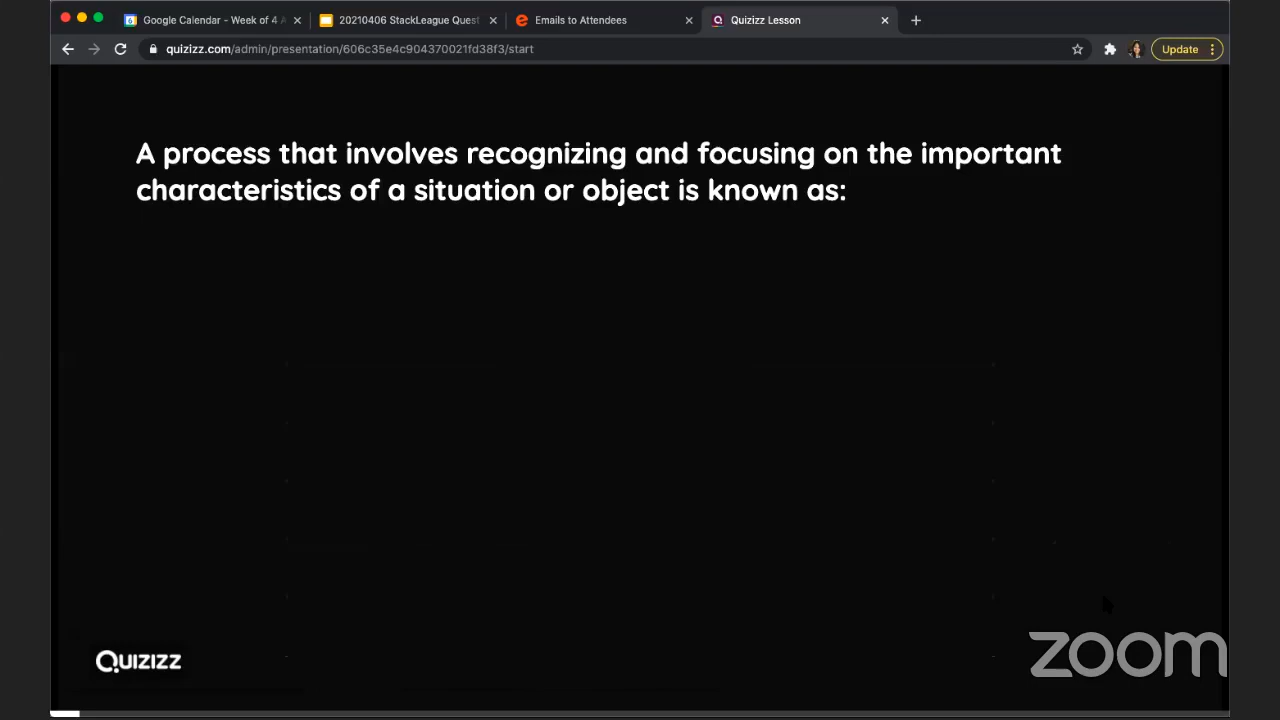 Google Calendar - Week of 4 A
20210406 StackLeague Quest
Emails to Attendees
Quizizz Lesson
quizizz.com/admin/presentation/606c35e4c904370021fd38f3/start
Update
A process that involves recognizing and focusing on the important
characteristics of a situation or object is known as:
Quizizz
zoom